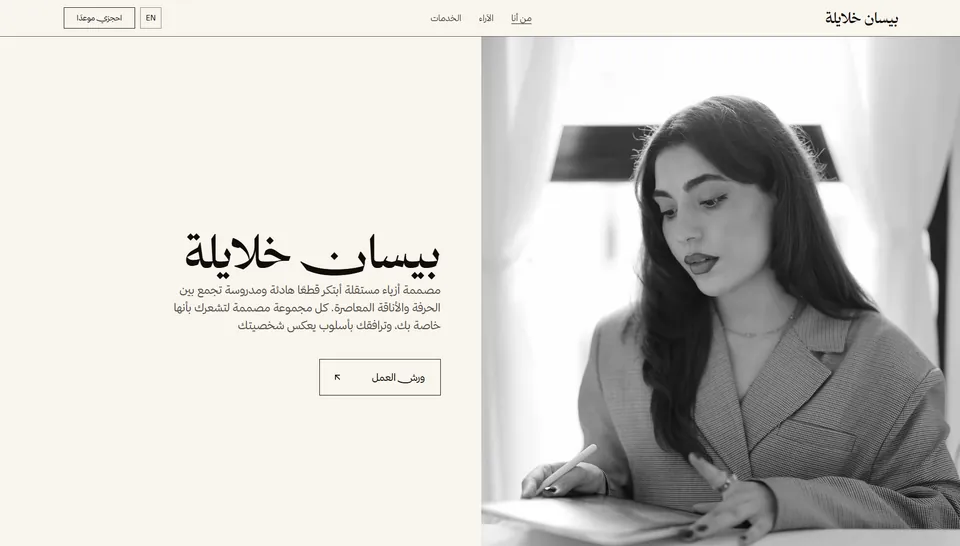 بيسان خلايلة
من أنا
الآراء
الخدمات
EN
احجزي موعدًا
بيسان خلايلة
مصممة أزياء مستقلة أبتكر قطعًا هادئة ومدروسة تجمع بين
الحرفة والأناقة المعاصرة. كل مجموعة مصممة لتشعرك بأنها
خاصة بك، وترافقك بأسلوب يعكس شخصيتك
ورش العمل